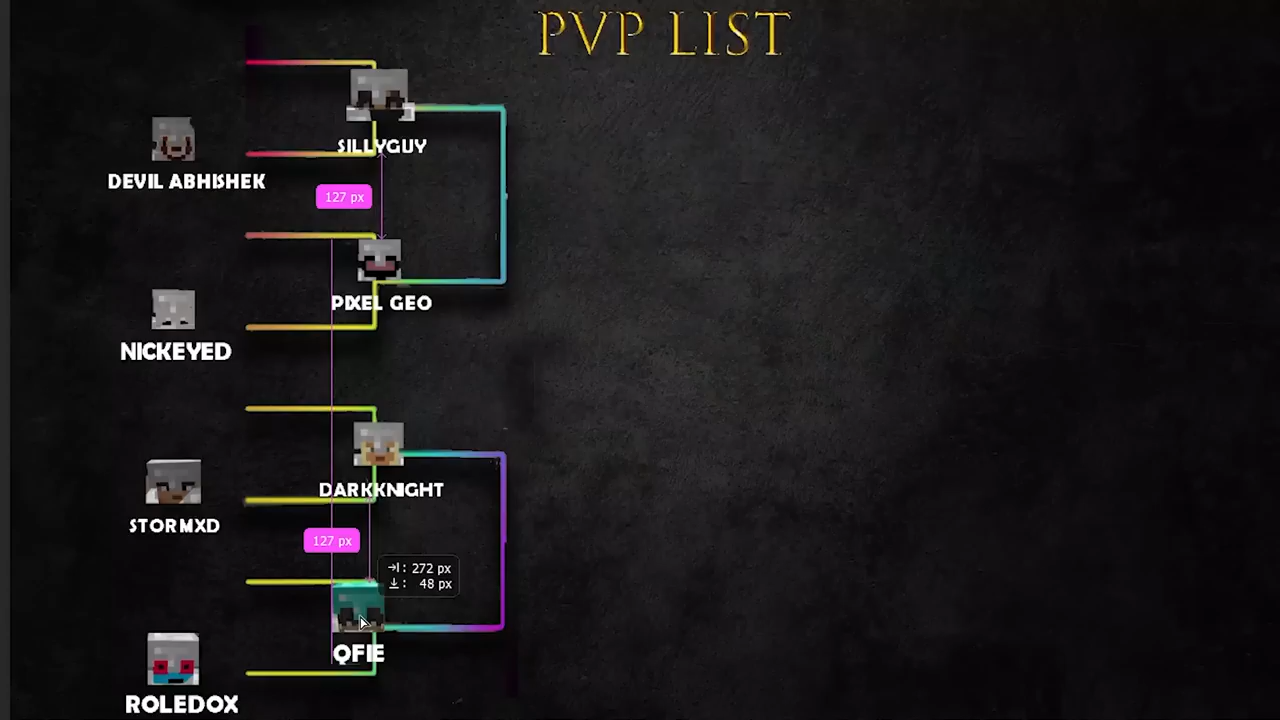 PVP LIST
SILLYGUY
DEVIL ABHISHEK
127 px
PIXEL GEO
NICKEYED
DARKKNIGHT
STORMXD
127 px
→|: 272 px
↓: 48 px
QFIE
ROLEDOX